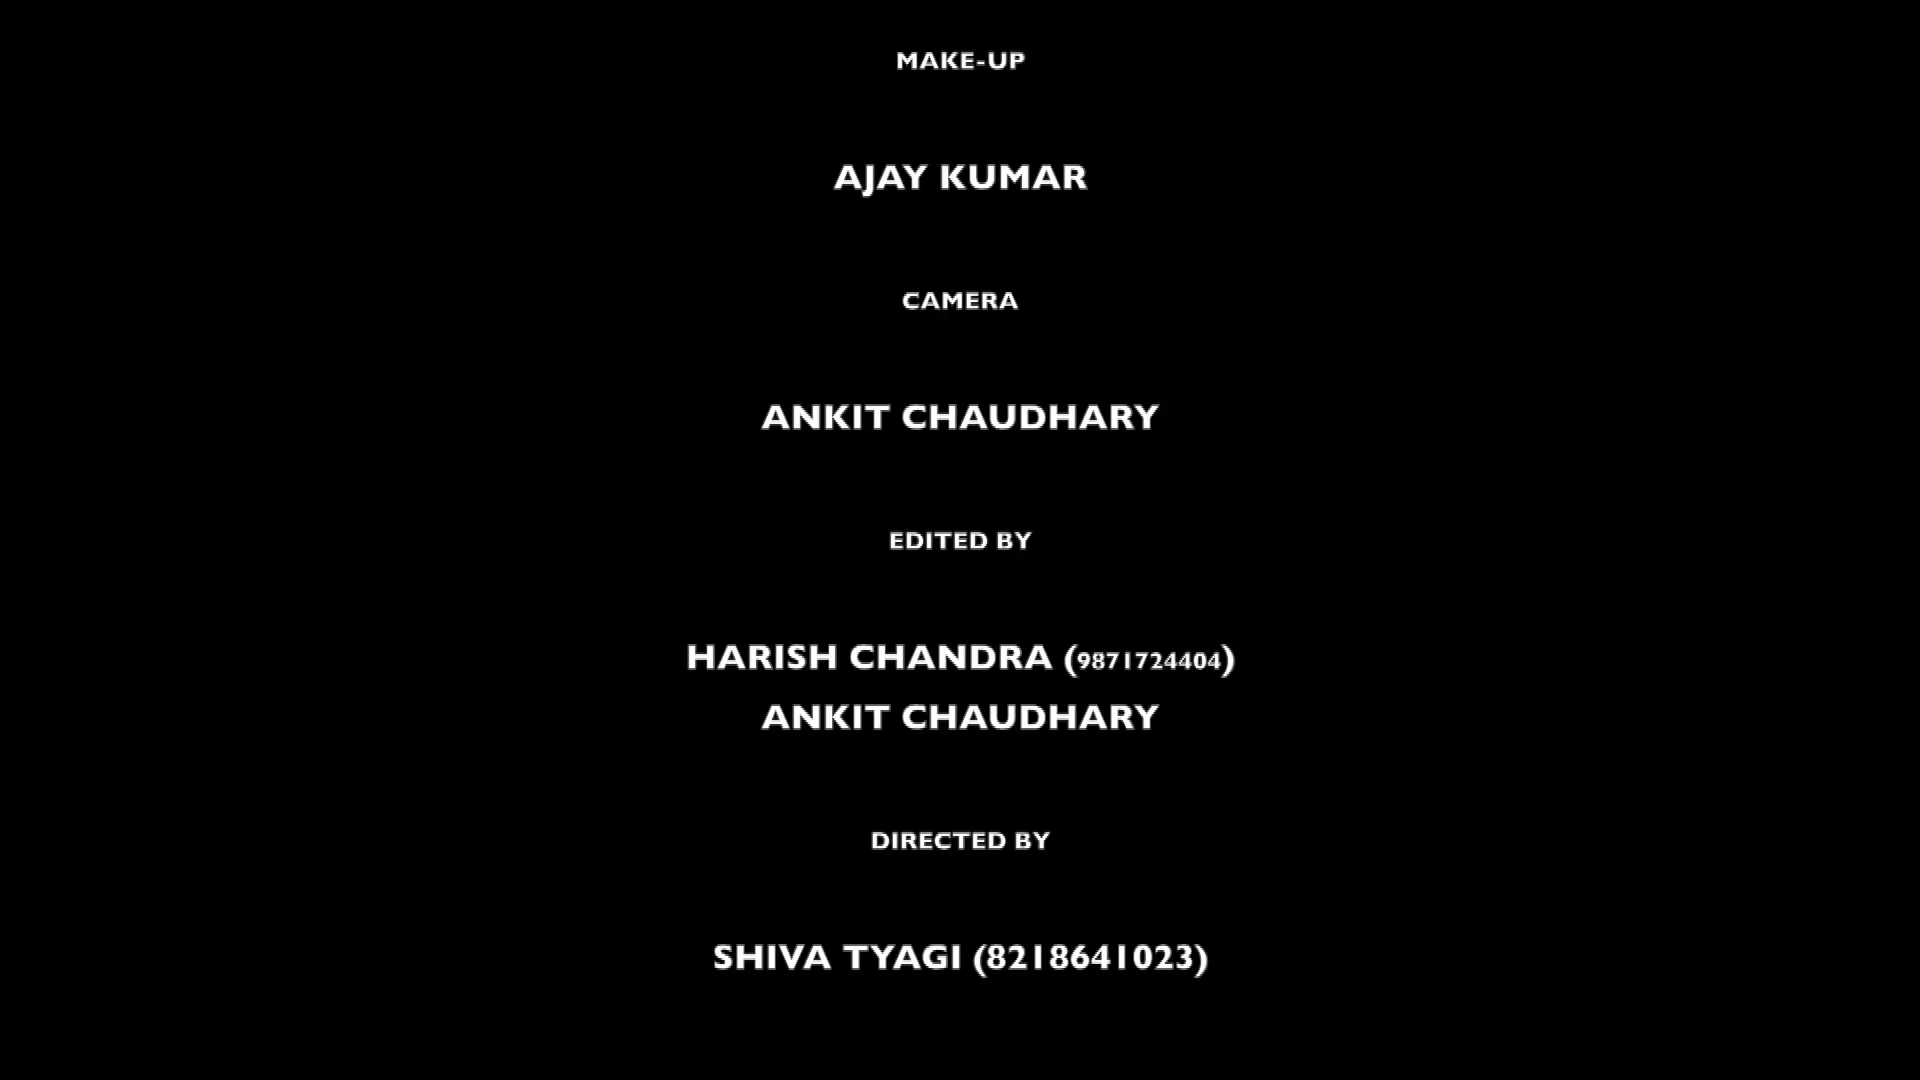 MAKE-UP
AJAY KUMAR
CAMERA
ANKIT CHAUDHARY
EDITED BY
HARISH CHANDRA (9871724404)
ANKIT CHAUDHARY
DIRECTED BY
SHIVA TYAGI (8218641023)